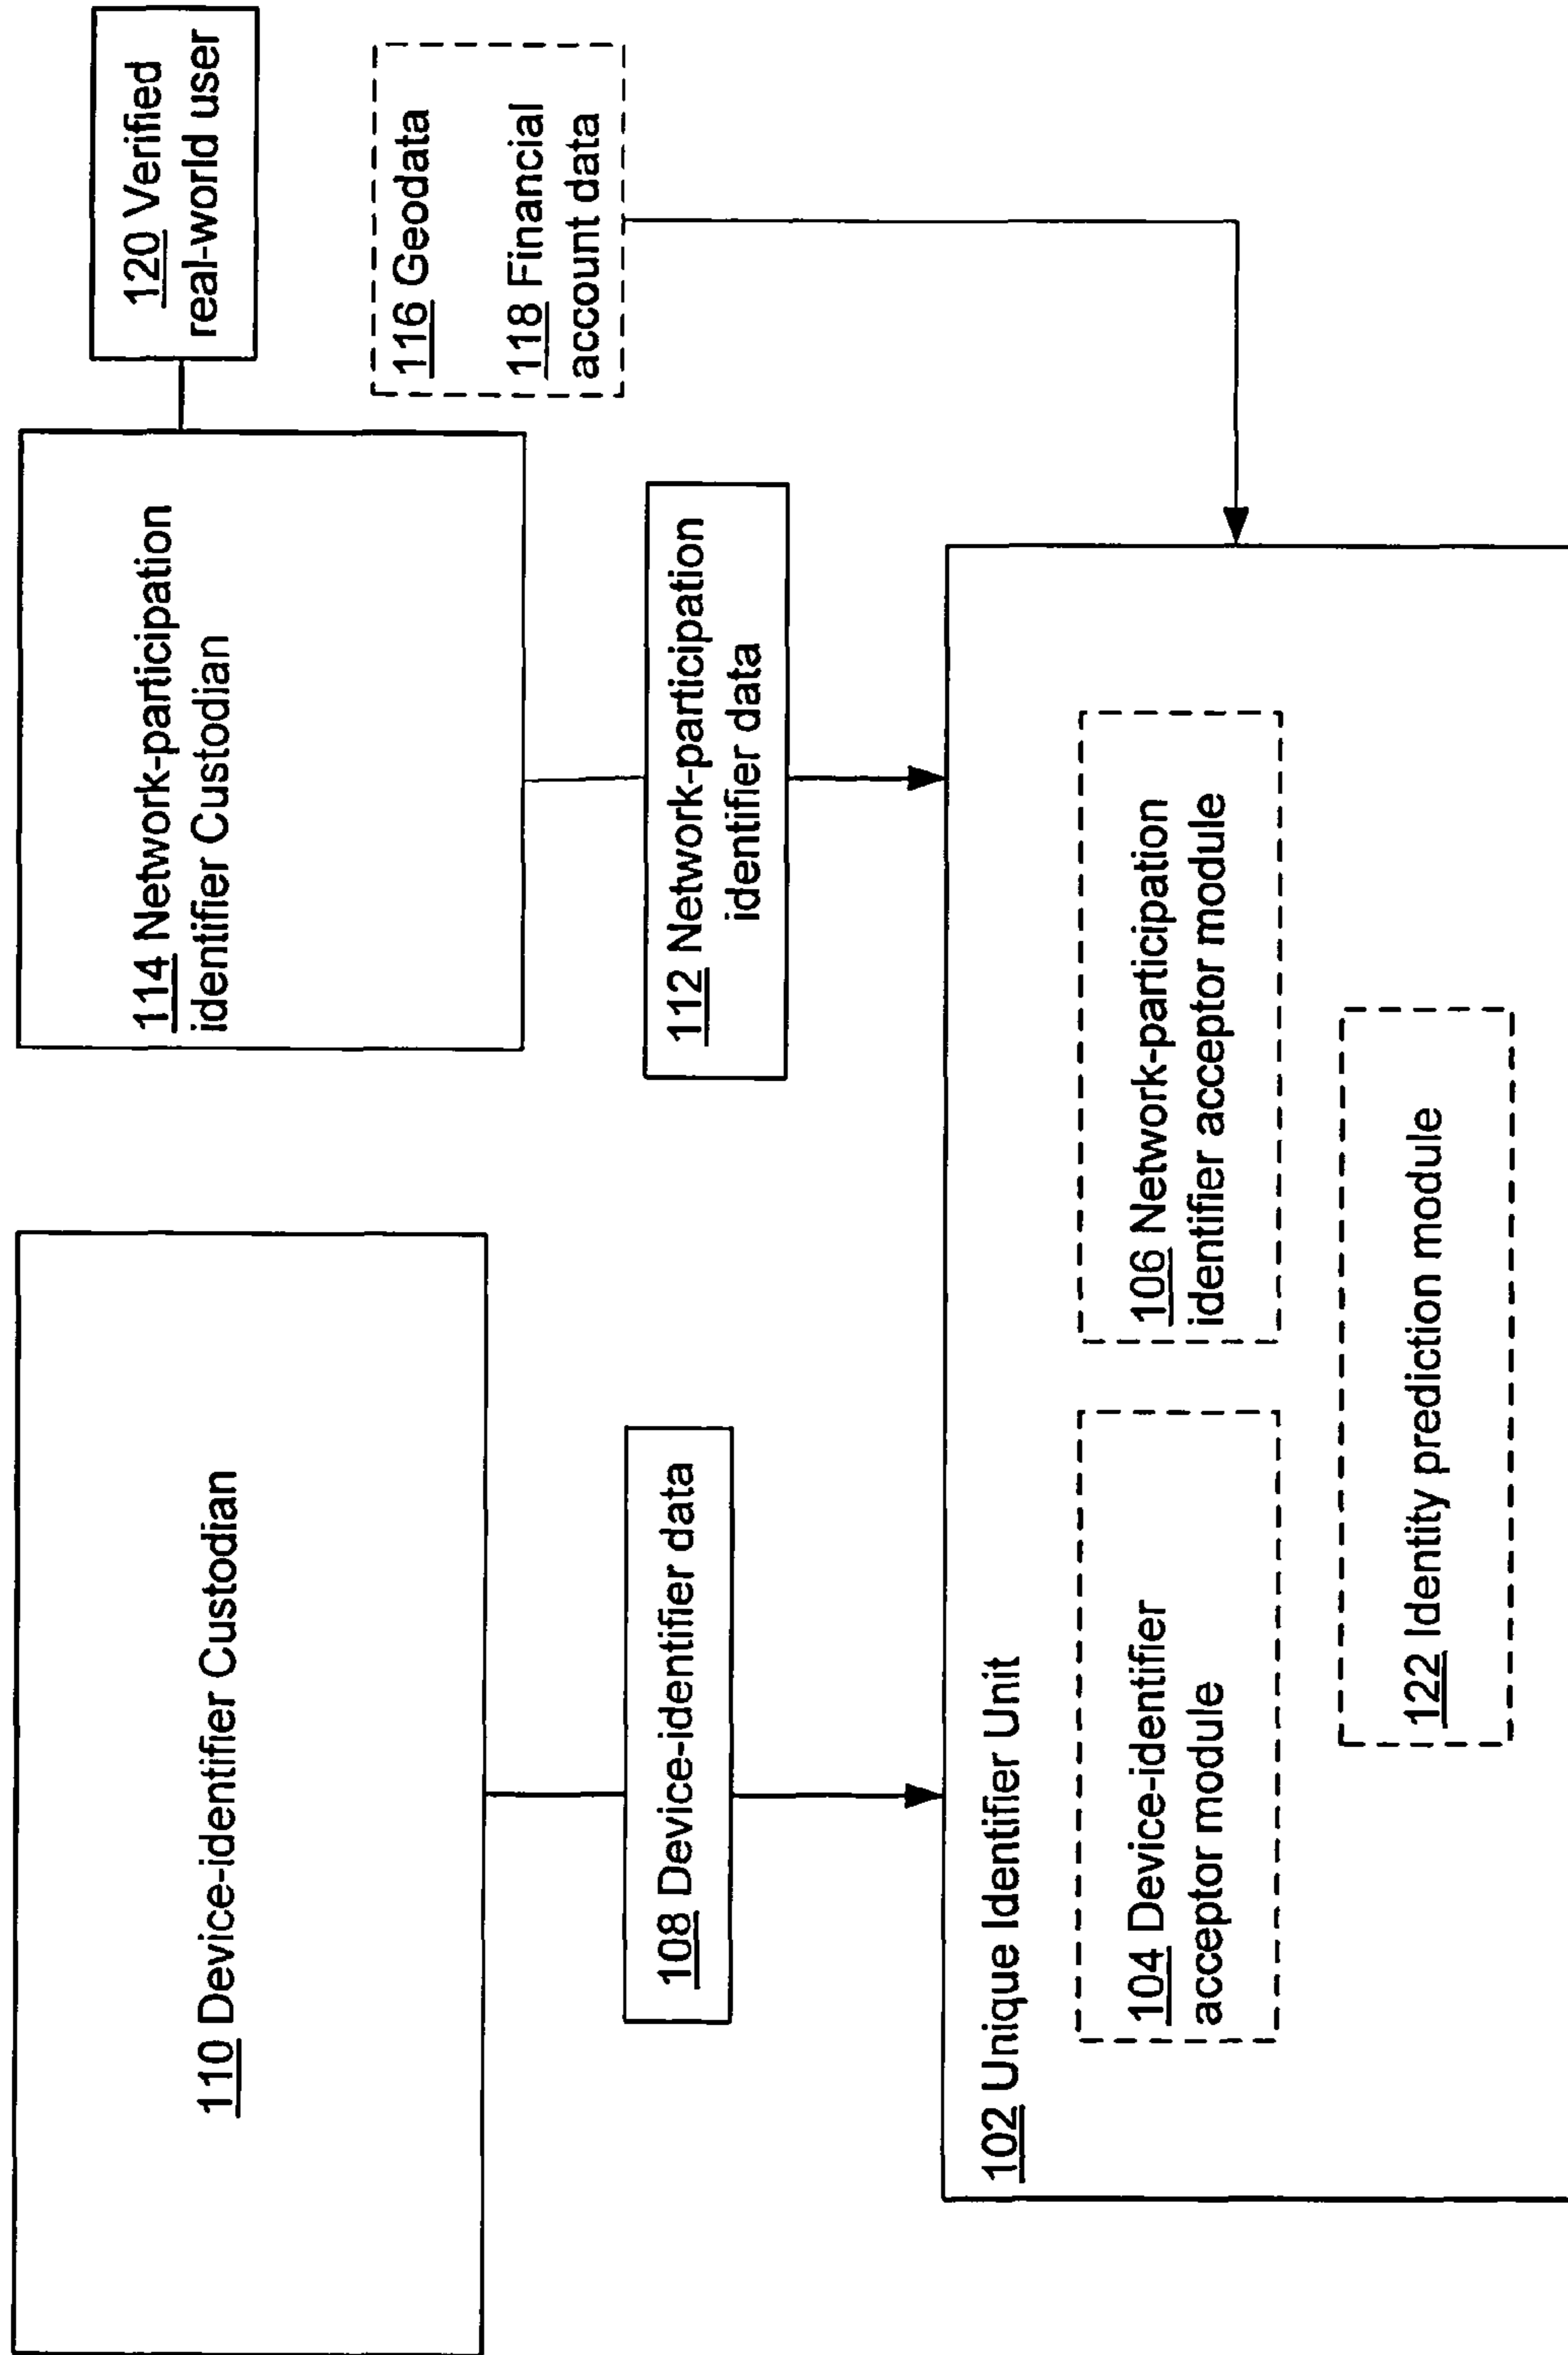 110 Device-identifier Custodian
114 Network-participation
identifier Custodian
120 Verified
real-world user
108 Device-identifier data
112 Network-participation
identifier data
116 Geodata
118 Financial
account data
102 Unique Identifier Unit
104 Device-identifier
acceptor module
106 Network-participation
identifier acceptor module
122 Identity prediction module